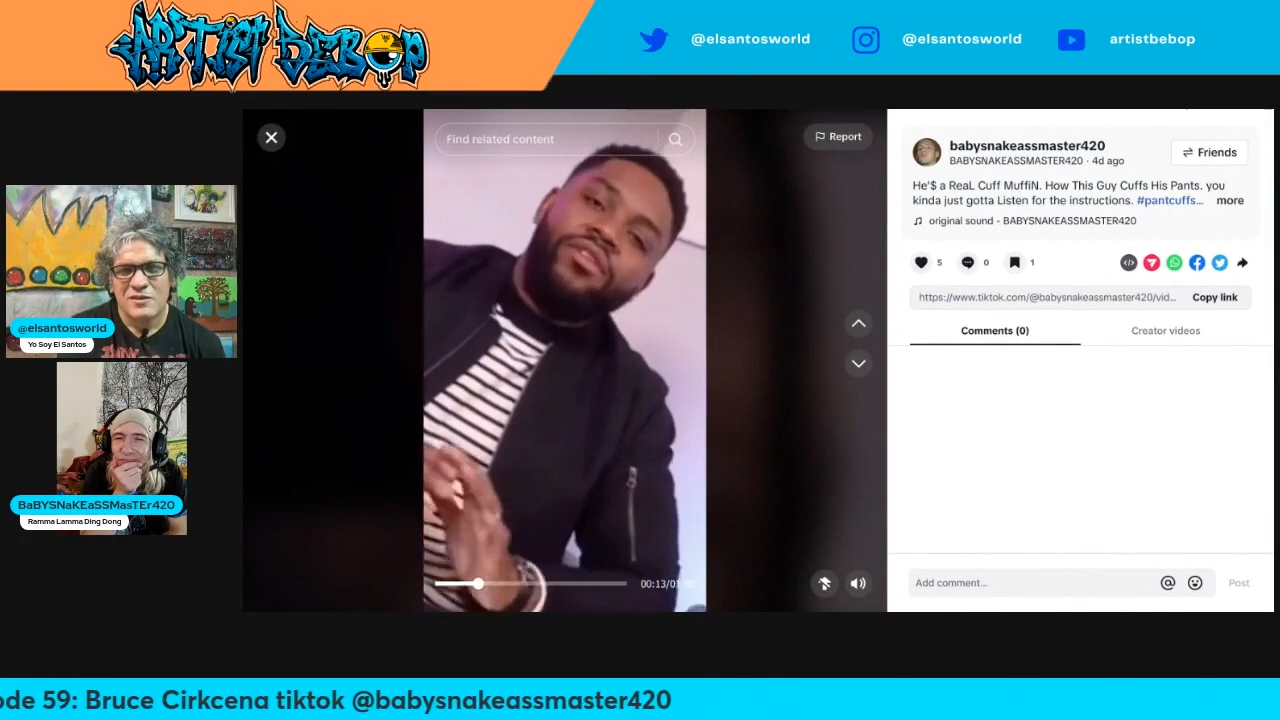 ARTIST BEBOP
@elsantosworld
@elsantosworld
artistbebop
Find related content
Report
@elsantosworld
Yo Soy El Santos
BaBYSNaKEaSSMasTEr420
Ramma Lamma Ding Dong
00:13/01
babysnakeassmaster420
BABYSNAKEASSMASTER420 · 4d ago
Friends
He'$ a ReaL Cuff MuffiN. How This Guy Cuffs His Pants. you
kinda just gotta Listen for the instructions. #pantcuffs... more
original sound - BABYSNAKEASSMASTER420
5
0
1
https://www.tiktok.com/@babysnakeassmaster420/vid...
Copy link
Comments (0)
Creator videos
Add comment...
Post
ode 59: Bruce Cirkcena tiktok @babysnakeassmaster420